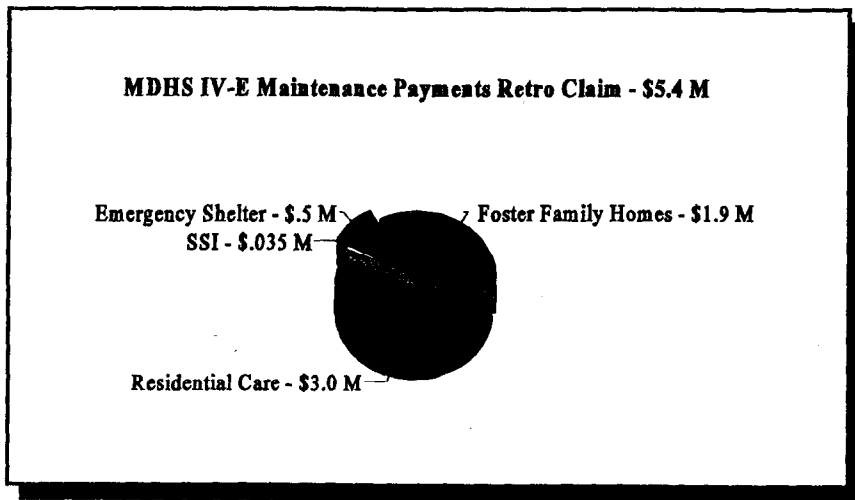 MDHS IV-E Maintenance Payments Retro Claim - $5.4 M
Emergency Shelter - $.5 M
Foster Family Homes - $1.9 M
SSI - $.035 M
Residential Care - $3.0 M